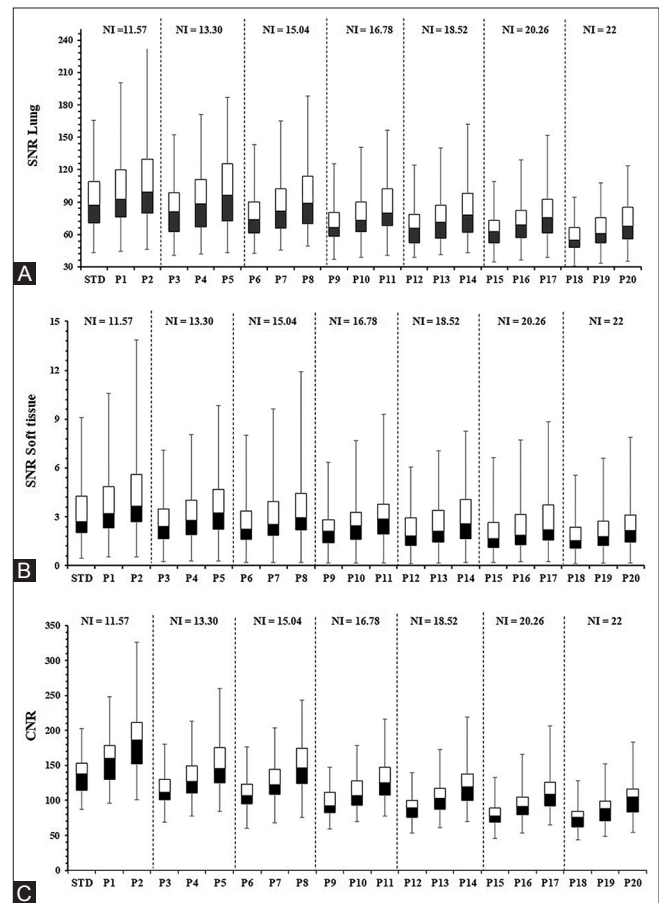 NI =11.57 NI = 13.30 NI = 15.04 NI = 16.78 NI = 18.52 NI = 20.26 NI = 22
240
210
180
150
120
90
60
30
SNR Lung
STD P1 P2 P3 P4 P5 P6 P7 P8 P9 P10 P11 P12 P13 P14 P15 P16 P17 P18 P19 P20
A
NI = 11.57 NI = 13.30 NI = 15.04 NI = 16.78 NI = 18.52 NI = 20.26 NI = 22
15
12
9
6
3
0
SNR Soft tissue
STD P1 P2 P3 P4 P5 P6 P7 P8 P9 P10 P11 P12 P13 P14 P15 P16 P17 P18 P19 P20
B
NI = 11.57 NI = 13.30 NI = 15.04 NI = 16.78 NI = 18.52 NI = 20.26 NI = 22
350
300
250
200
150
100
50
0
CNR
STD P1 P2 P3 P4 P5 P6 P7 P8 P9 P10 P11 P12 P13 P14 P15 P16 P17 P18 P19 P20
C